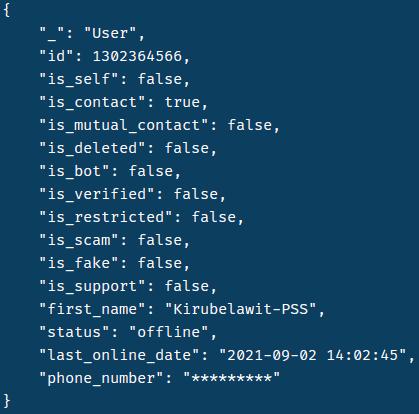 {
    "_": "User",
    "id": 1302364566,
    "is_self": false,
    "is_contact": true,
    "is_mutual_contact": false,
    "is_deleted": false,
    "is_bot": false,
    "is_verified": false,
    "is_restricted": false,
    "is_scam": false,
    "is_fake": false,
    "is_support": false,
    "first_name": "Kirubelawit-PSS",
    "status": "offline",
    "last_online_date": "2021-09-02 14:02:45",
    "phone_number": "*********"
}